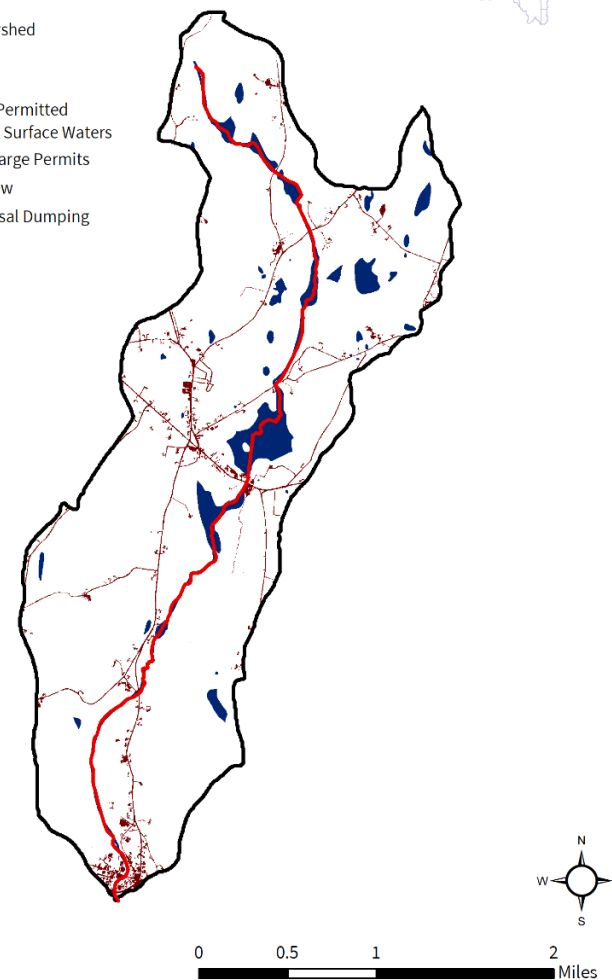 rshed
Permitted
Surface Waters
arge Permits
w
sal Dumping
N
W
S
0 0.5 1 2
Miles